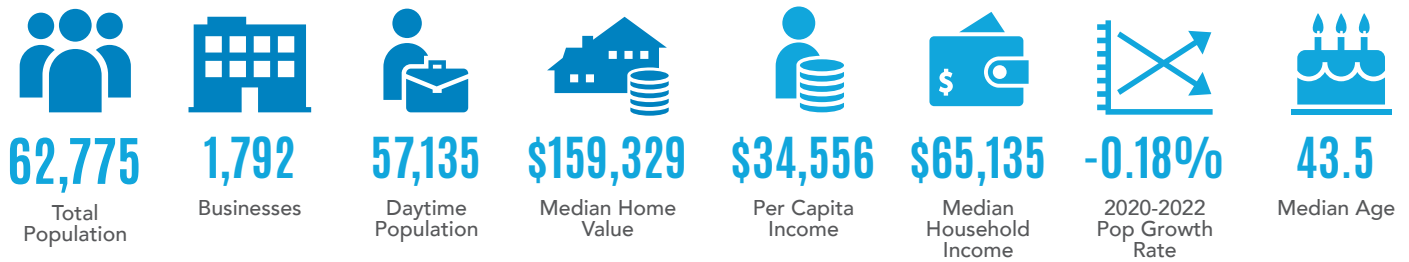 $
62,775
Total
Population
1,792
Businesses
57,135
Daytime
Population
$159,329
Median Home
Value
$34,556
Per Capita
Income
$65,135
Median
Household
Income
-0.18%
2020-2022
Pop Growth
Rate
43.5
Median Age